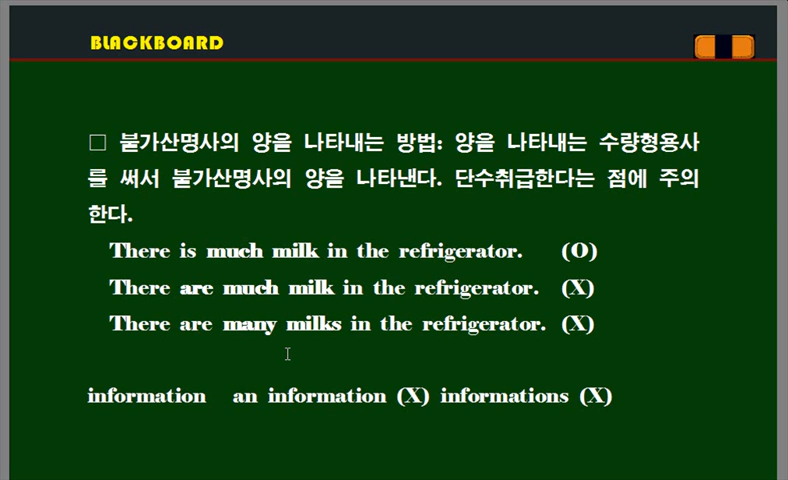 BLACKBOARD
□ 불가산명사의 양을 나타내는 방법: 양을 나타내는 수량형용사
를 써서 불가산명사의 양을 나타낸다. 단수취급한다는 점에 주의
한다.
There is much milk in the refrigerator. (O)
There are much milk in the refrigerator. (X)
There are many milks in the refrigerator. (X)
information an information (X) informations (X)